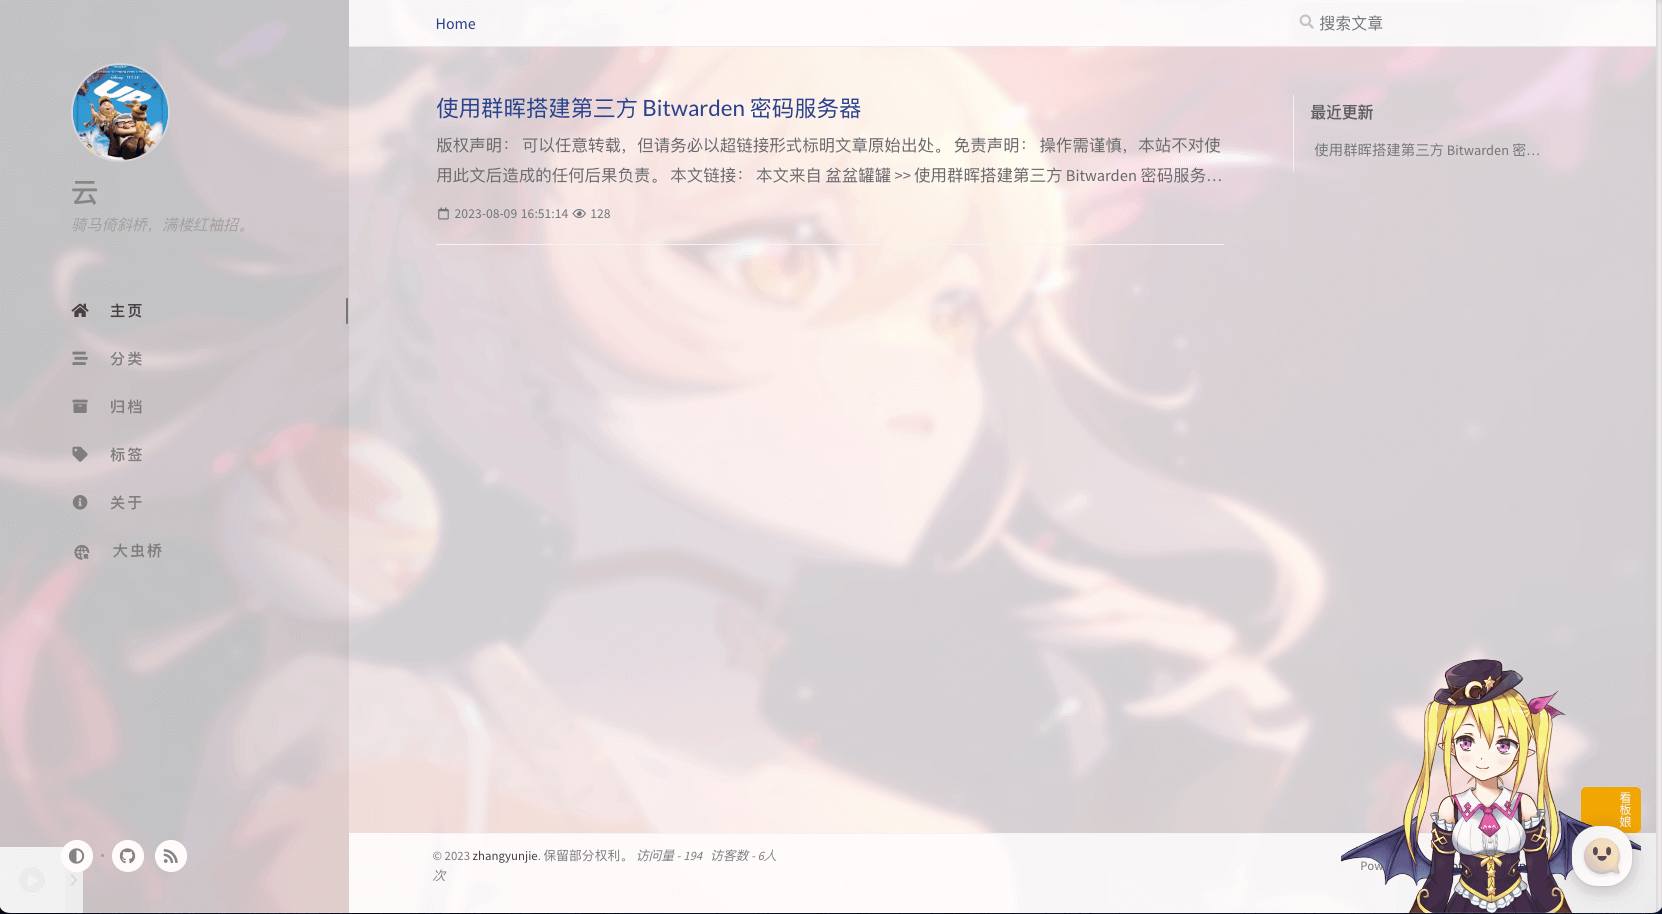 Home
搜索文章
UP
云
骑马倚斜桥，满楼红袖招。
主页
分类
归档
标签
关于
大虫桥
使用群晖搭建第三方 Bitwarden 密码服务器
版权声明： 可以任意转载，但请务必以超链接形式标明文章原始出处。 免责声明： 操作需谨慎，本站不对使
用此文后造成的任何后果负责。 本文链接： 本文来自 盆盆罐罐 >> 使用群晖搭建第三方 Bitwarden 密码服务…
2023-08-09 16:51:14 128
最近更新
使用群晖搭建第三方 Bitwarden 密…
看板娘
© 2023 zhangyunjie. 保留部分权利。 访问量 - 194 访客数 - 6人
次